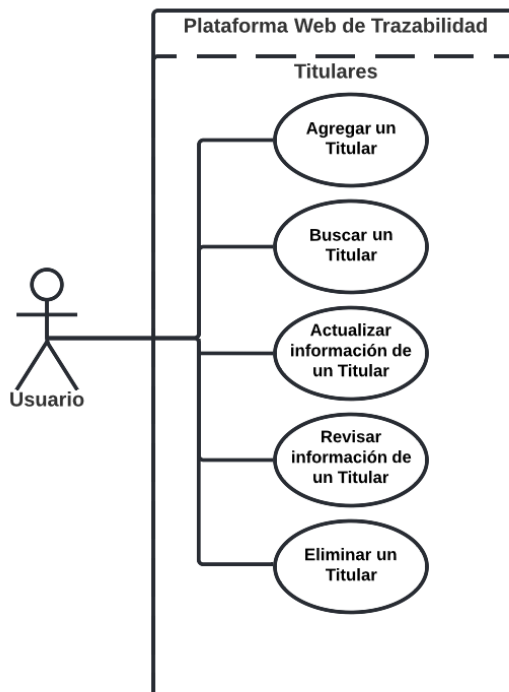 Plataforma Web de Trazabilidad
Titulares
Agregar un
Titular
Buscar un
Titular
Actualizar
información de
un Titular
Usuario
Revisar
información de
un Titular
Eliminar un
Titular